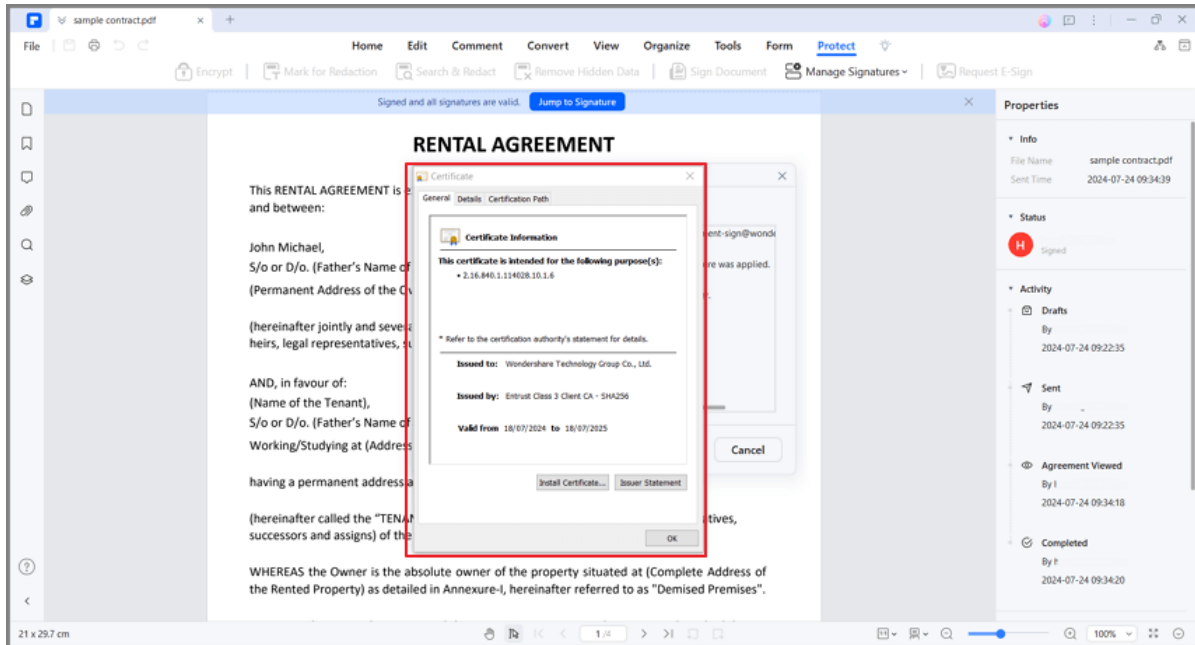 sample contract.pdf
File
Home Edit Comment Convert View Organize Tools Form Protect
Encrypt Mark for Redaction Search & Redact Remove Hidden Data Sign Document Manage Signatures Request E-Sign
Signed and all signatures are valid. Jump to Signature
RENTAL AGREEMENT
This RENTAL AGREEMENT is
and between:
John Michael,
S/o or D/o. (Father's Name of
(Permanent Address of the
(hereinafter jointly and
heirs, legal representatives,
AND, in favour of:
(Name of the Tenant),
S/o or D/o. (Father's Name of
Working/Studying at
having a permanent address
(hereinafter called the
successors and assigns) of the
WHEREAS the Owner is the absolute owner of the property situated at (Complete Address of
the Rented Property) as detailed in Annexure-I, hereinafter referred to as "Demised Premises".
Certificate
General Details Certification Path
Certificate Information
This certificate is intended for the following purpose(s):
• 2.16.840.1.114028.10.1.6
* Refer to the certification authority's statement for details.
Issued to: Wondershare Technology Group Co., Ltd.
Issued by: Entrust Class 3 Client CA - SHA256
Valid from 18/07/2024 to 18/07/2025
Install Certificate... Issuer Statement
OK
was applied.
Cancel
Properties
Info
File Name sample contract.pdf
Sent Time 2024-07-24 09:34:39
Status
H
Signed
Activity
Drafts
By
2024-07-24 09:22:35
Sent
By
2024-07-24 09:22:35
Agreement Viewed
By
2024-07-24 09:34:18
Completed
By
2024-07-24 09:34:20
21 x 29.7 cm
1 /4
100%